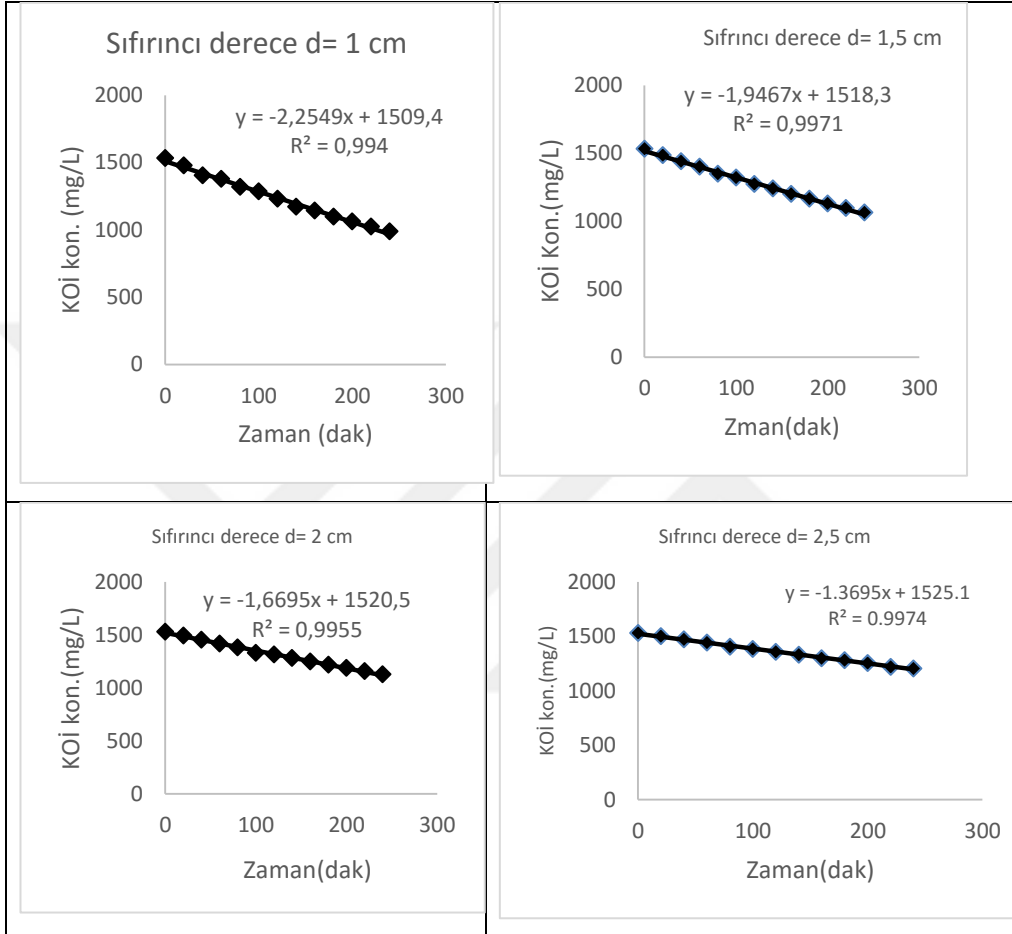 Sıfırıncı derece d= 1 cm
y = -2,2549x + 1509,4
R² = 0,994
2000
1500
1000
500
0
KOİ kon. (mg/L)
0 100 200 300
Zaman (dak)
Sıfrıncı derece d= 1,5 cm
y = -1,9467x + 1518,3
R² = 0,9971
2000
1500
1000
500
0
KOİ Kon.(mg/L)
0 100 200 300
Zman(dak)
Sıfırıncı derece d= 2 cm
y = -1,6695x + 1520,5
R² = 0,9955
2000
1500
1000
500
0
KOİ kon.(mg/L)
0 100 200 300
Zaman(dak)
Sıfrıncı derece d= 2,5 cm
y = -1.3695x + 1525.1
R² = 0.9974
2000
1500
1000
500
0
KOİ kon.(mg/L)
0 100 200 300
Zaman(dak)